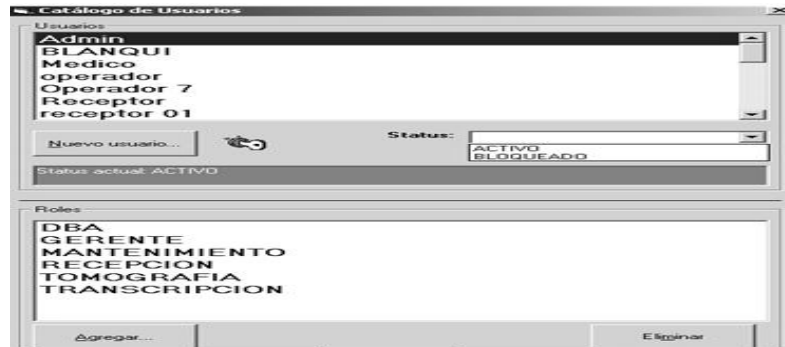 Catálogo de Usuarios
Usuarios
Admin
BLANQUI
Medico
operador
Operador 7
Receptor
receptor 01
Nuevo usuario...
Status:
ACTIVO
BLOQUEADO
Status actual: ACTIVO
Roles
DBA
GERENTE
MANTENIMIENTO
RECEPCION
TOMOGRAFIA
TRANSCRIPCION
Agregar...
Eliminar